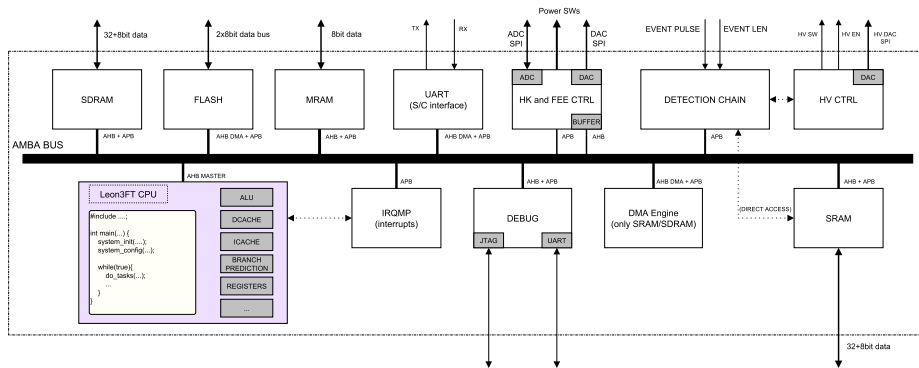 Power SWs
32+8bit data
2x8bit data bus
8bit data
TX
RX
ADC
SPI
DAC
SPI
EVENT PULSE
EVENT LEN
HV SW
HV EN
HV DAC
SPI
SDRAM
FLASH
MRAM
UART
(S/C interface)
ADC
DAC
HK and FEE CTRL
BUFFER
DETECTION CHAIN
DAC
HV CTRL
AHB + APB
AHB DMA + APB
AHB + APB
AHB DMA + APB
APB
AHB
APB
AMBA BUS
AHB MASTER
APB
AHB + APB
AHB DMA + APB
AHB + APB
Leon3FT CPU
#include ....;
int main(...) {
system_init(....);
system_config(...);
while(true){
do_tasks(...);
...
}
}
ALU
DCACHE
ICACHE
BRANCH
PREDICTION
REGISTERS
...
IRQMP
(interrupts)
DEBUG
JTAG
UART
DMA Engine
(only SRAM/SDRAM)
(DIRECT ACCESS)
SRAM
32+8bit data